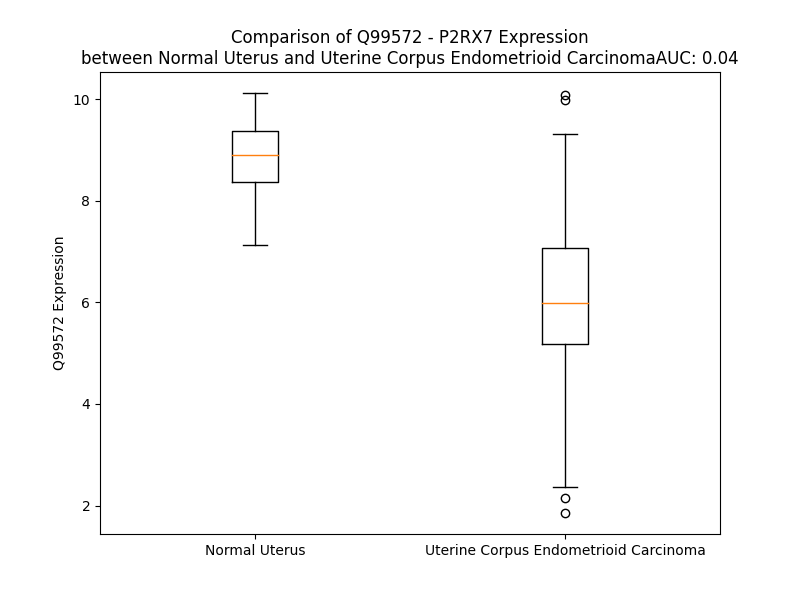 Comparison of Q99572 - P2RX7 Expression
between Normal Uterus and Uterine Corpus Endometrioid CarcinomaAUC: 0.04
10
8
6
4
2
Q99572 Expression
Normal Uterus
Uterine Corpus Endometrioid Carcinoma